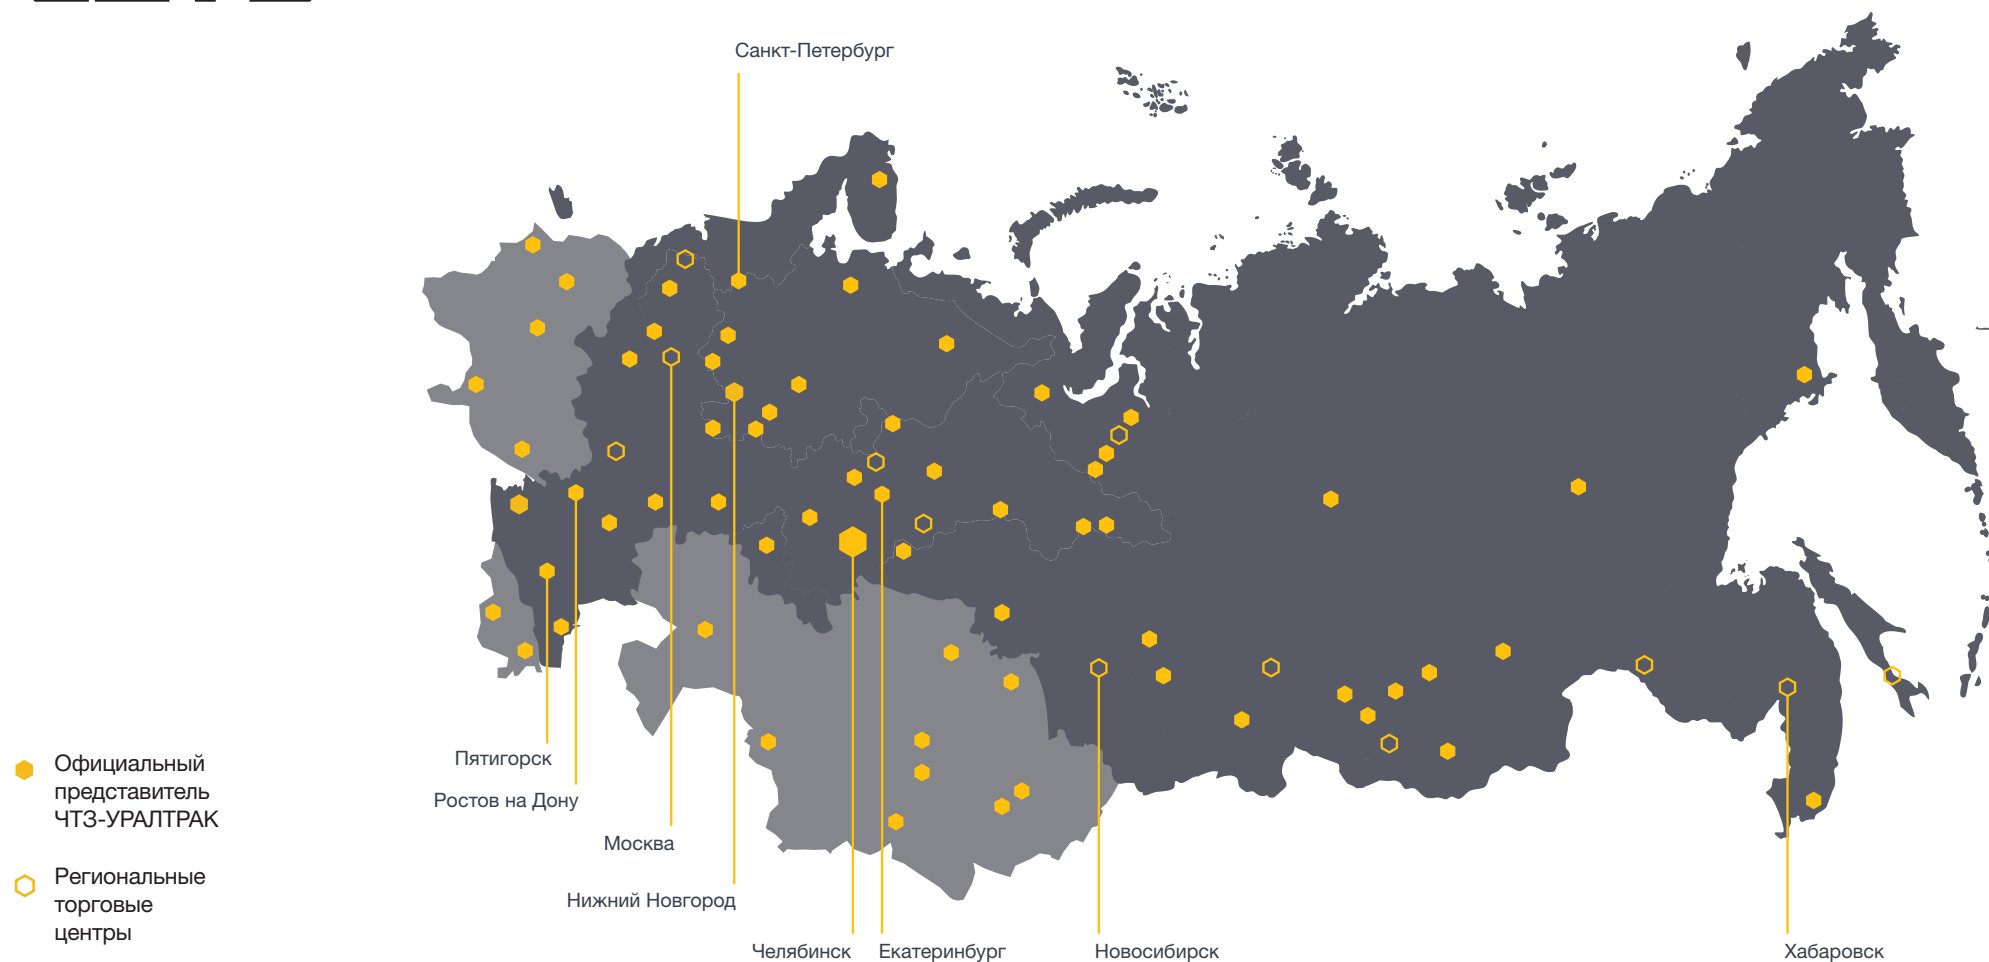 Санкт-Петербург
Пятигорск
Ростов на Дону
Москва
Нижний Новгород
Челябинск
Екатеринбург
Новосибирск
Хабаровск
Официальный
представитель
ЧТЗ-УРАЛТРАК
Региональные
торговые
центры